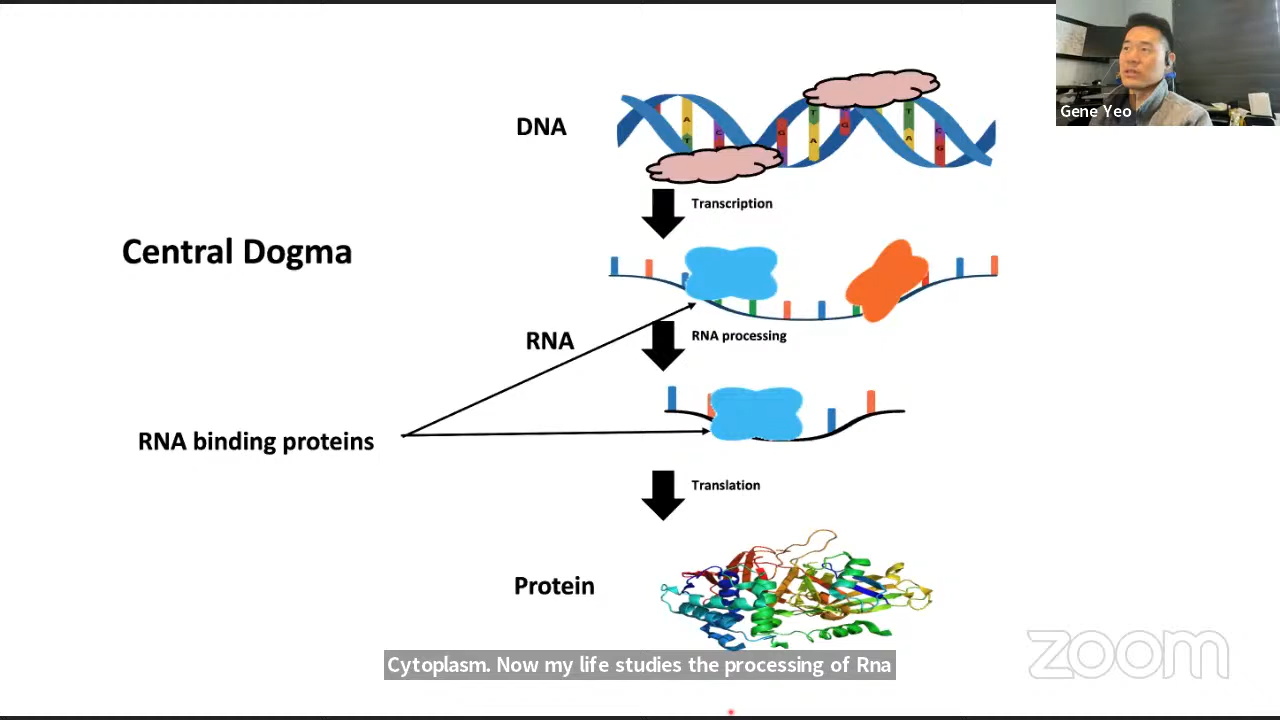 Gene Yeo
DNA
A
T
C
G
T
A
G
T
A
C
G
Transcription
Central Dogma
RNA
RNA processing
RNA binding proteins
Translation
Protein
Cytoplasm. Now my life studies the processing of Rna
zoom